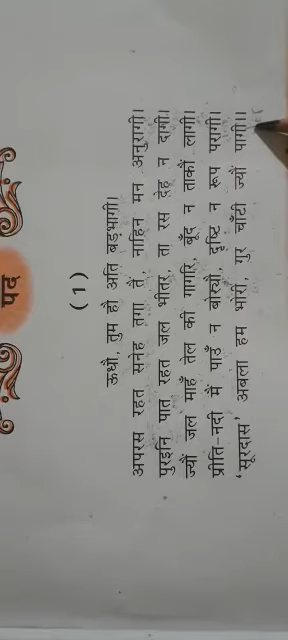 पद
(1)
ऊधौ, तुम हौ अति बड़भागी।
अपरस रहत सनेह तगा तैं, नाहिन मन अनुरागी।
पुरइनि पात रहत जल भीतर, ता रस देह न दागी।
ज्यौं जल माहँ तेल की गागरि, बूँद न ताकौं लागी।
प्रीति-नदी मैं पाउँ न बोरयौ, दृष्टि न रूप परागी।
'सूरदास' अबला हम भोरी, गुर चाँटी ज्यौं पागी।।